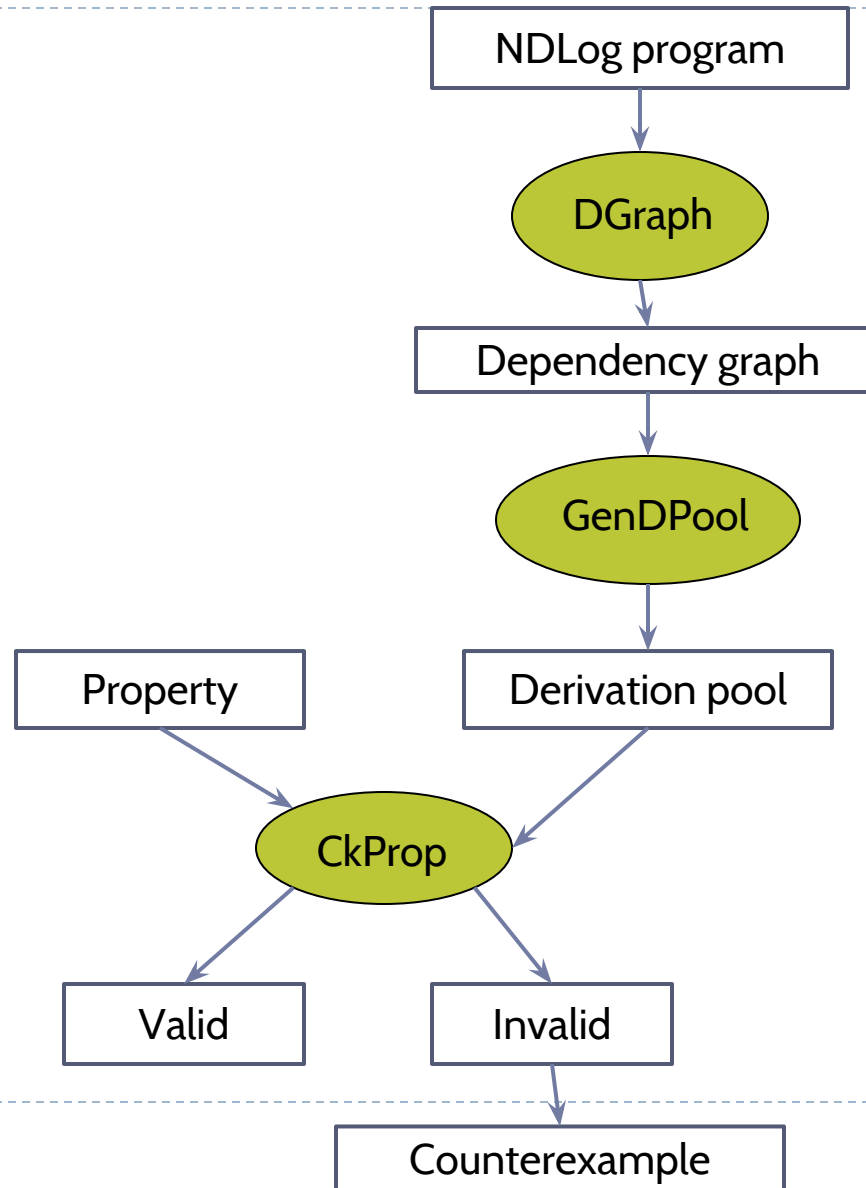 NDLog program
DGraph
Dependency graph
GenDPool
Property
Derivation pool
CkProp
Valid
Invalid
Counterexample